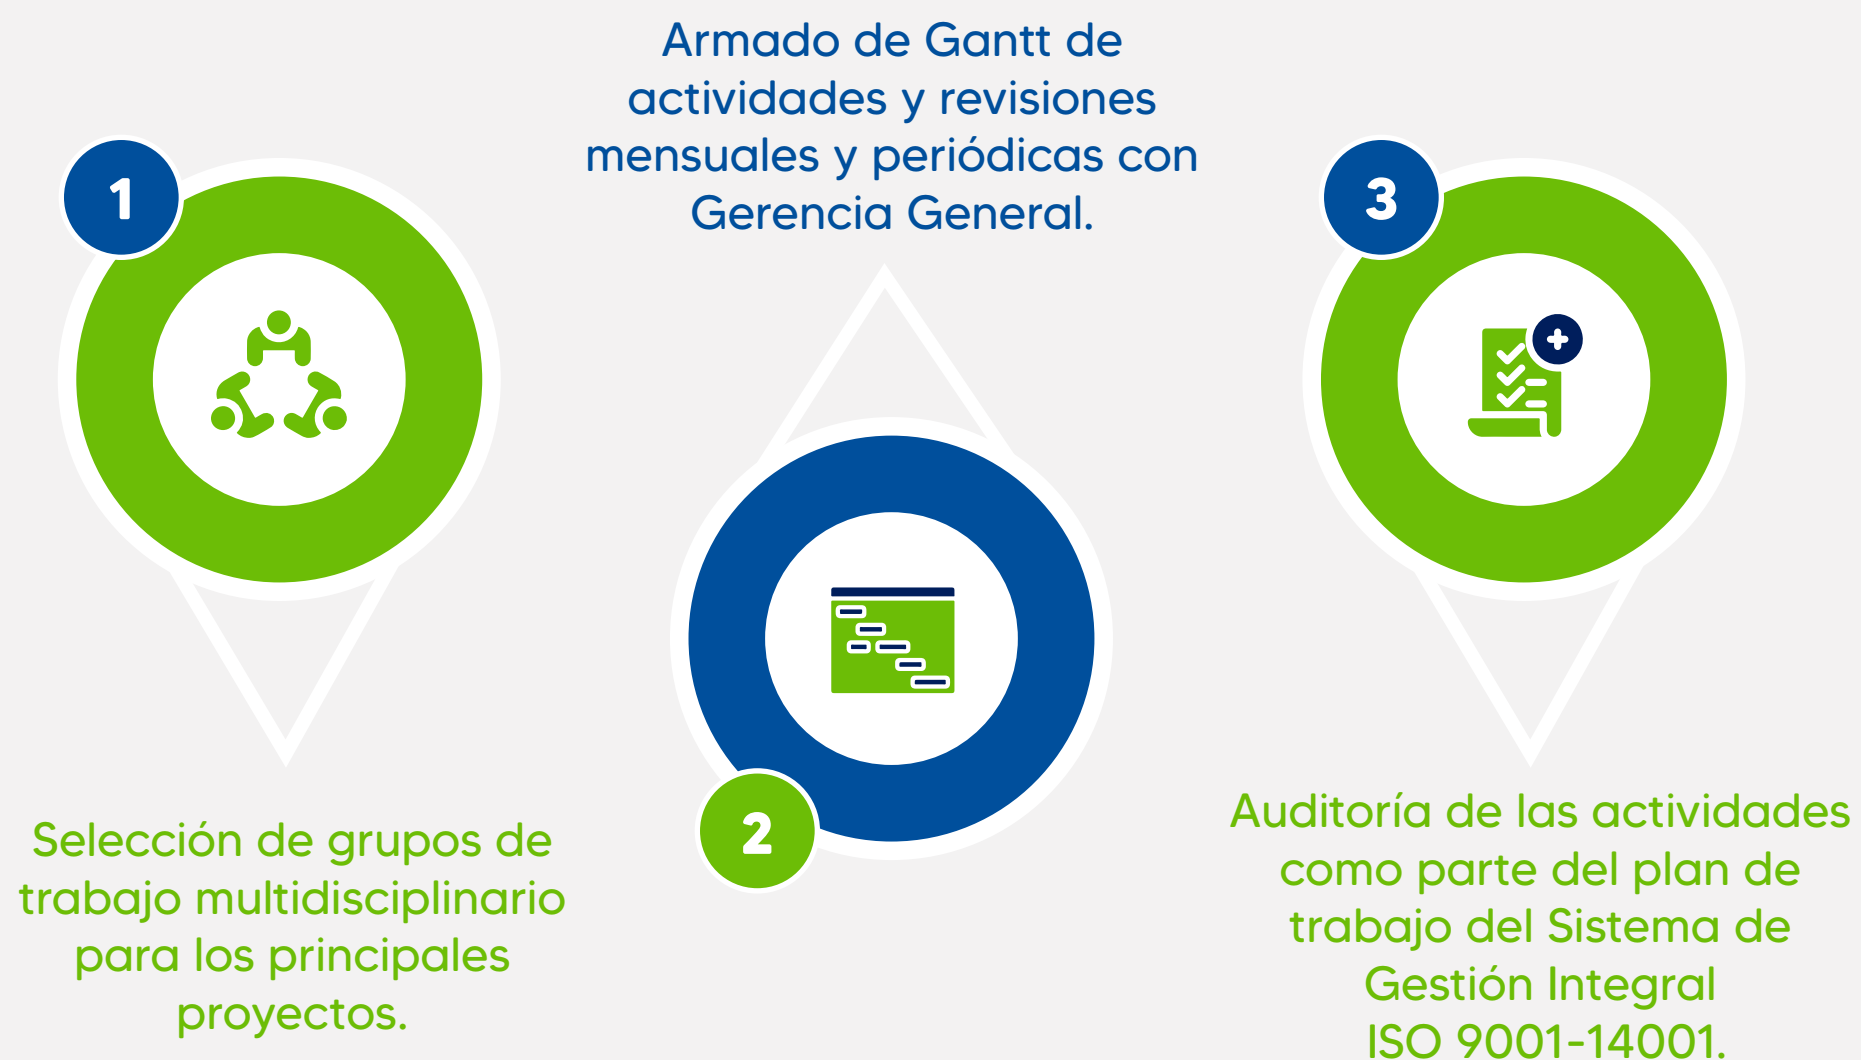 1
Selección de grupos de
trabajo multidisciplinario
para los principales
proyectos.
Armado de Gantt de
actividades y revisiones
mensuales y periódicas con
Gerencia General.
2
3
Auditoría de las actividades
como parte del plan de
trabajo del Sistema de
Gestión Integral
ISO 9001-14001.